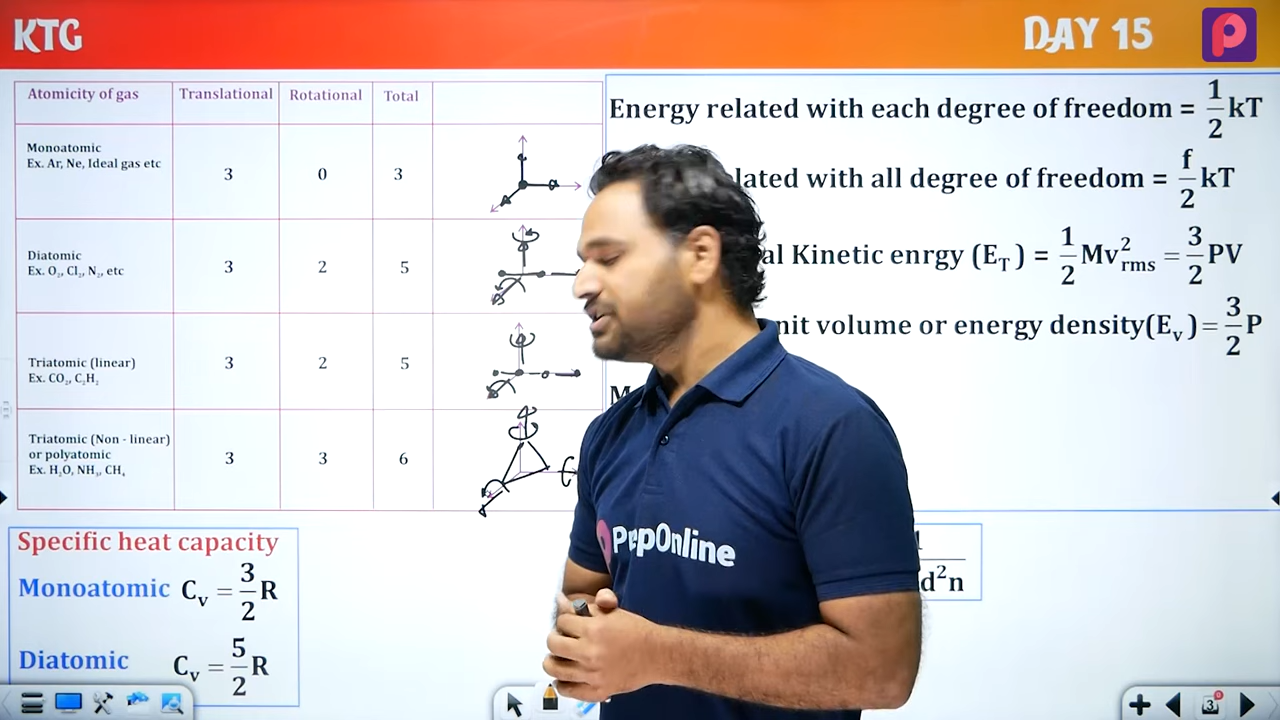 KTG
DAY 15
Atomicity of gas Translational Rotational Total
Monoatomic
Ex. Ar, Ne, Ideal gas etc
3 0 3
Diatomic
Ex. O₂, Cl₂, N₂, etc
3 2 5
Triatomic (linear)
Ex. CO₂, C₂H₂
3 2 5
Triatomic (Non - linear)
or polyatomic
Ex. H₂O, NH₃, CH₄
3 3 6
Energy related with each degree of freedom = 1/2 kT
lated with all degree of freedom = f/2 kT
al Kinetic enrgy (E_T) = 1/2 Mv²_rms = 3/2 PV
nit volume or energy density(E_v) = 3/2 P
d²n
Specific heat capacity
Monoatomic C_v = 3/2 R
Diatomic C_v = 5/2 R
PrepOnline
3